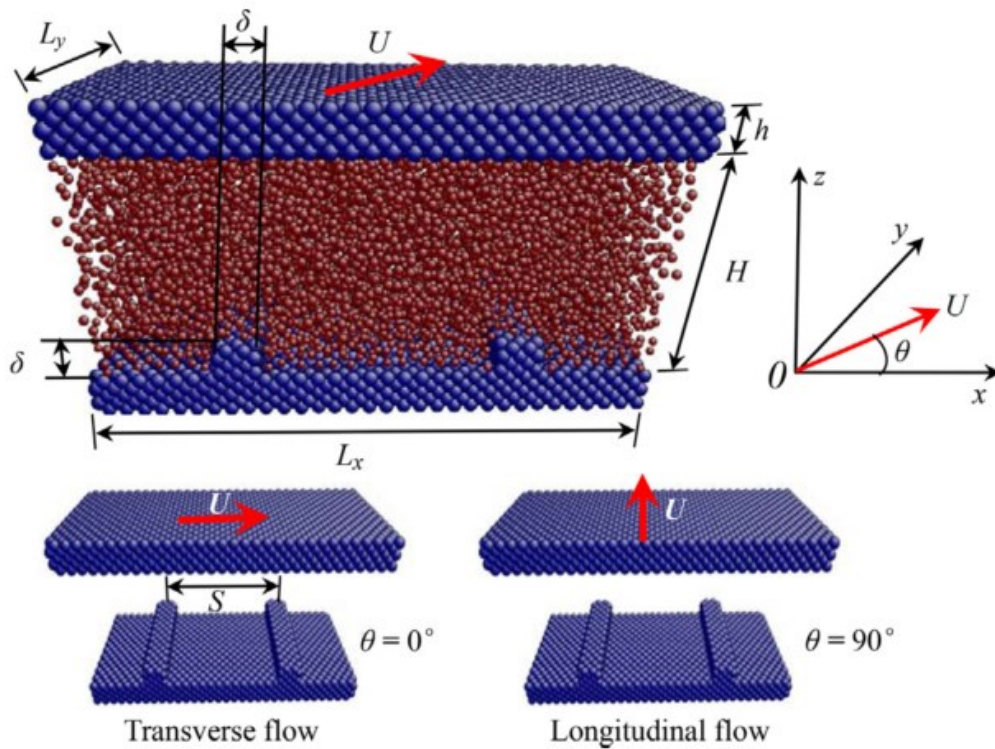 L_y
δ
U
h
H
δ
L_x
z
y
U
θ
0
x
U
S
θ = 0°
Transverse flow
U
θ = 90°
Longitudinal flow